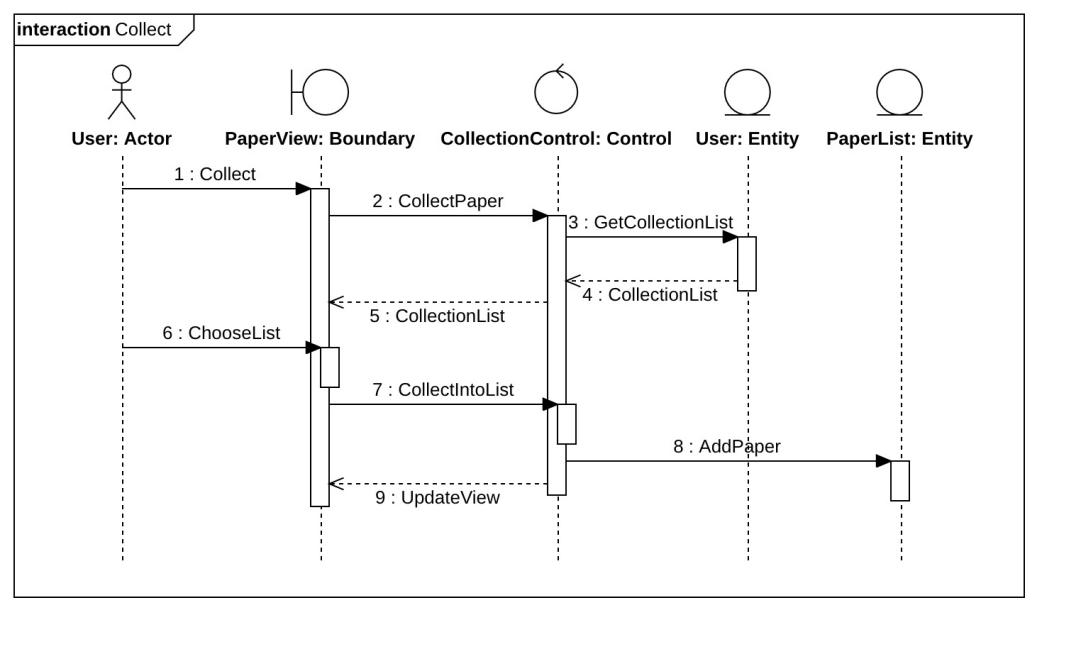 interaction Collect
User: Actor
PaperView: Boundary
CollectionControl: Control
User: Entity
PaperList: Entity
1 : Collect
2 : CollectPaper
3 : GetCollectionList
4 : CollectionList
5 : CollectionList
6 : ChooseList
7 : CollectIntoList
8 : AddPaper
9 : UpdateView